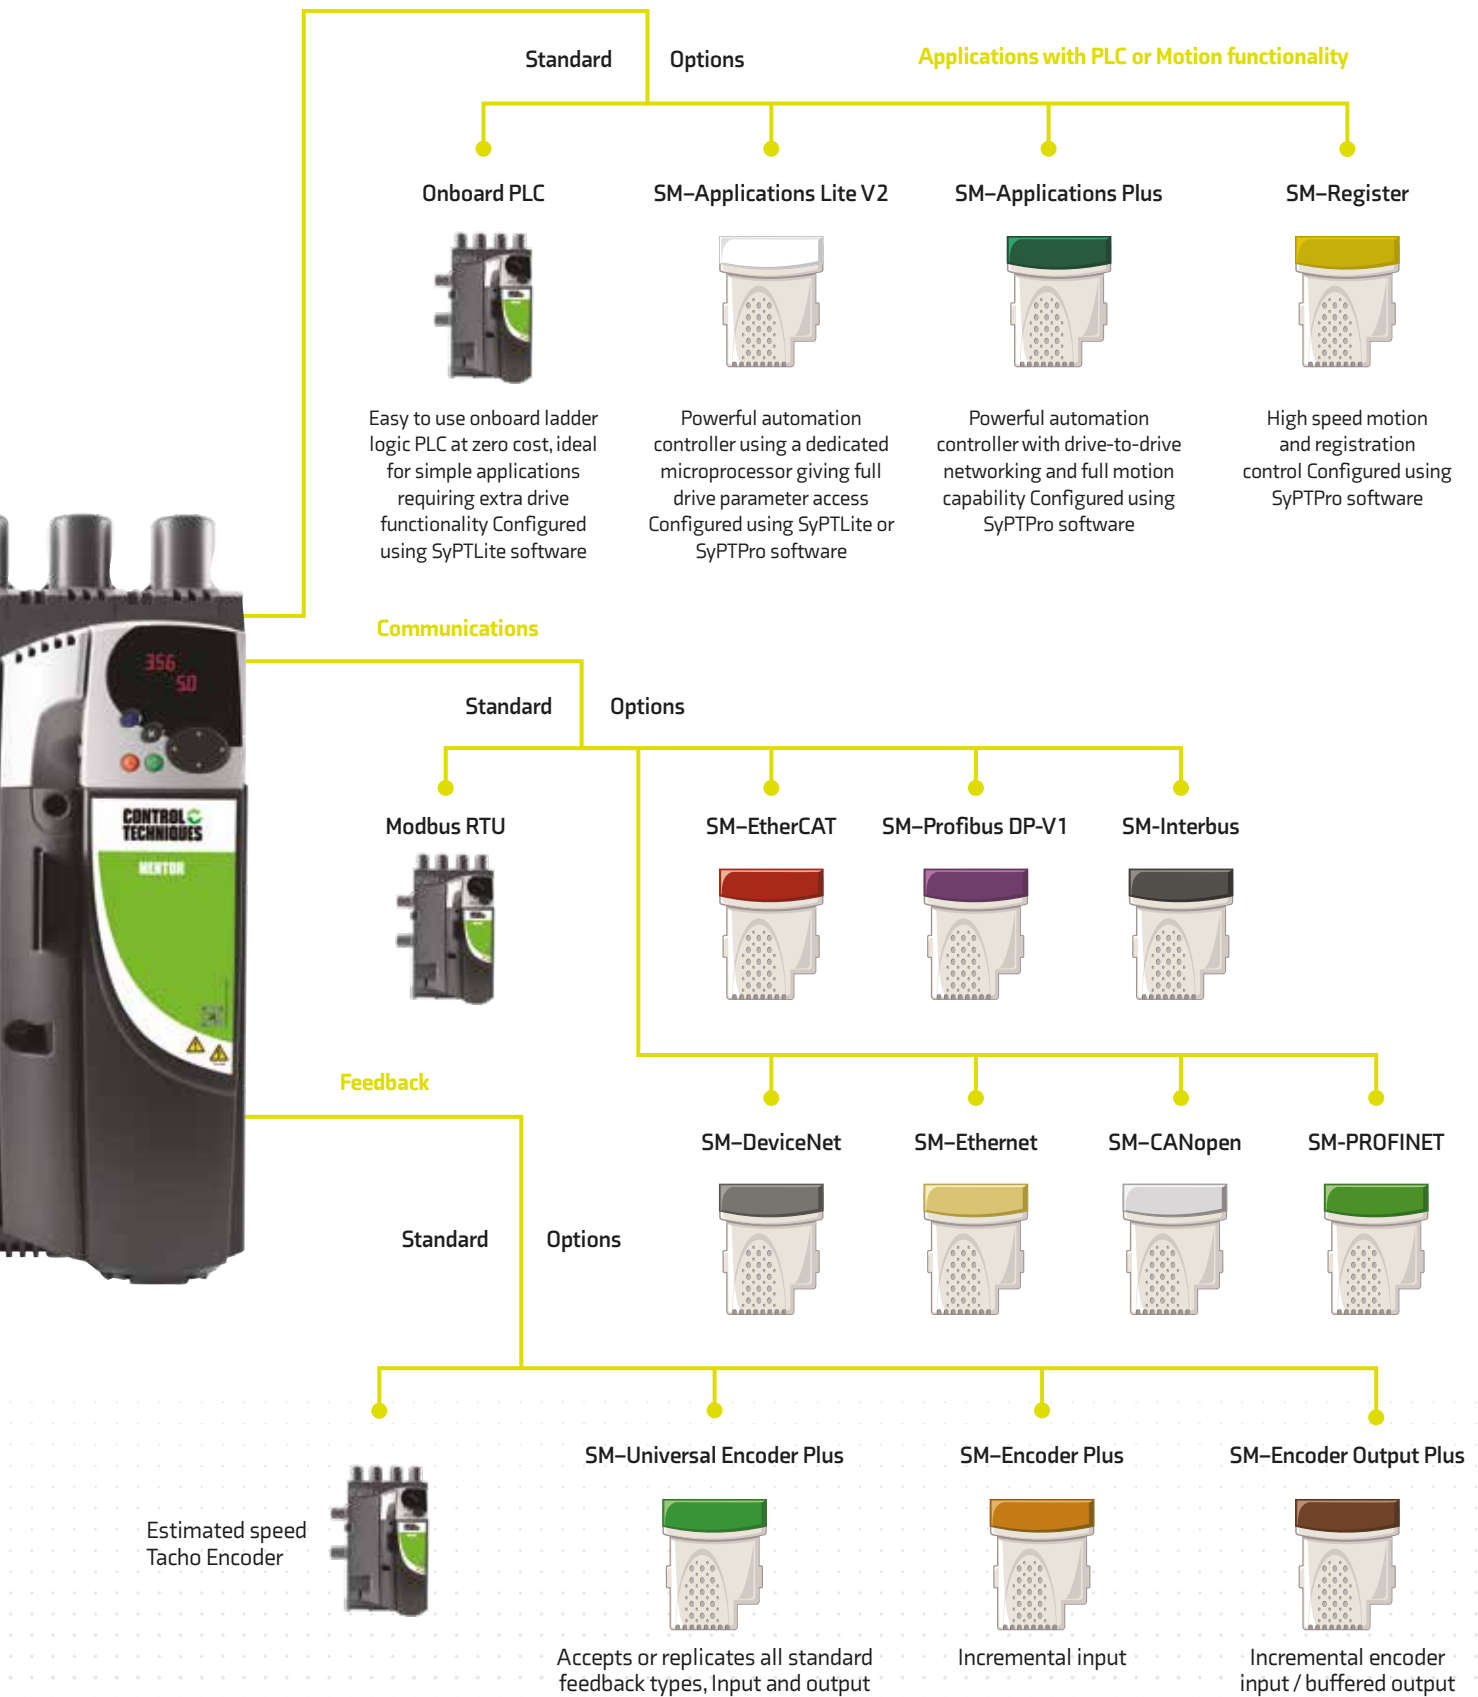 Standard
Options
Applications with PLC or Motion functionality
Onboard PLC
SM–Applications Lite V2
SM–Applications Plus
SM–Register
Easy to use onboard ladder
logic PLC at zero cost, ideal
for simple applications
requiring extra drive
functionality Configured
using SyPTLite software
Powerful automation
controller using a dedicated
microprocessor giving full
drive parameter access
Configured using SyPTLite or
SyPTPro software
Powerful automation
controller with drive-to-drive
networking and full motion
capability Configured using
SyPTPro software
High speed motion
and registration
control Configured using
SyPTPro software
Communications
356
5.0
Standard
Options
CONTROL
TECHNIQUES
MENTOR
Modbus RTU
SM–EtherCAT
SM–Profibus DP-V1
SM-Interbus
Feedback
SM–DeviceNet
SM–Ethernet
SM–CANopen
SM-PROFINET
Standard
Options
Estimated speed
Tacho Encoder
SM–Universal Encoder Plus
SM–Encoder Plus
SM–Encoder Output Plus
Accepts or replicates all standard
feedback types, Input and output
Incremental input
Incremental encoder
input / buffered output